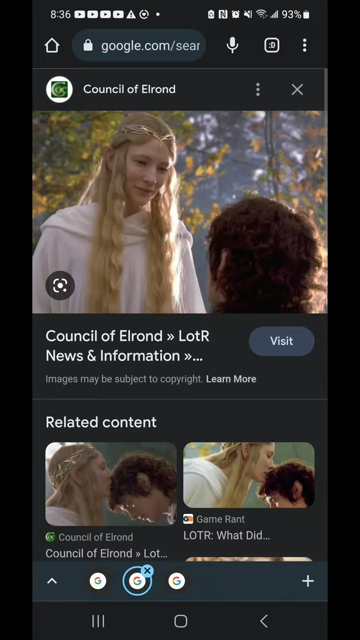 8:36
93%
google.com/sear
:D
Council of Elrond
Council of Elrond » LotR
News & Information »...
Visit
Images may be subject to copyright. Learn More
Related content
Council of Elrond
Council of Elrond » Lot...
Game Rant
LOTR: What Did...